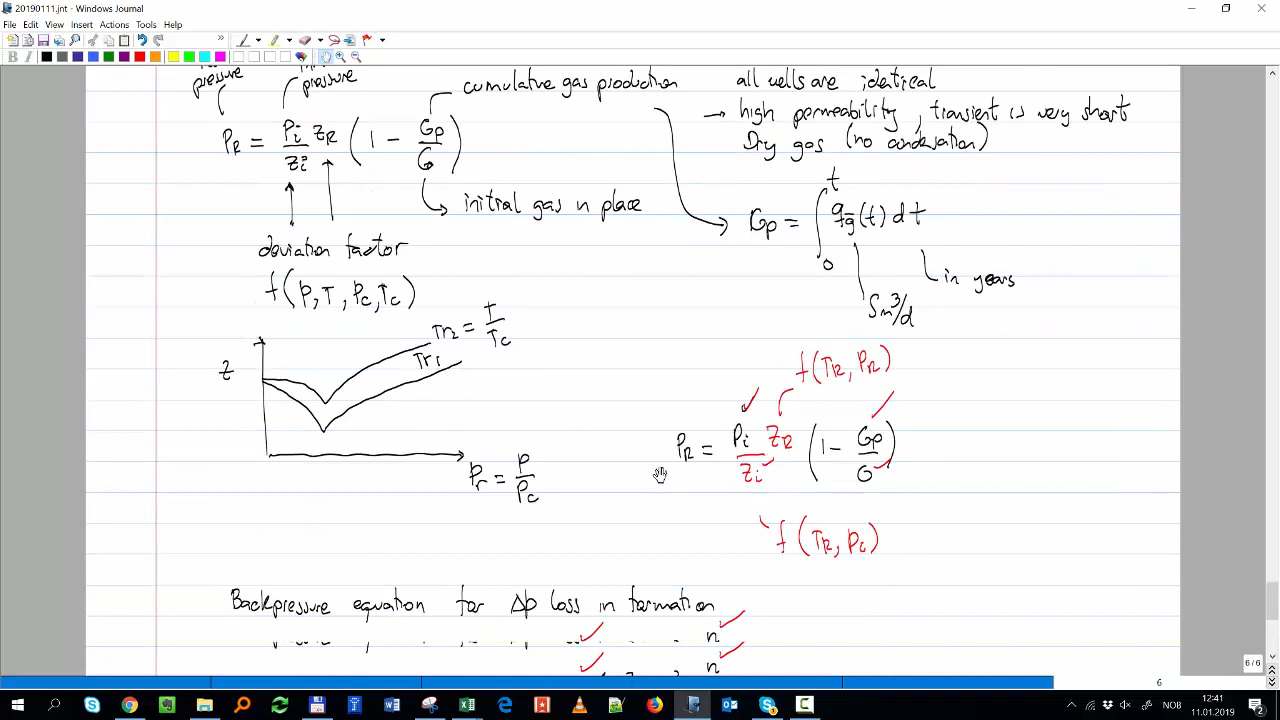 20190111.jnt - Windows Journal
File Edit View Insert Actions Tools Help
pressure
pressure
cumulative gas production
PR = Pi/Zi ZR (1 - Gp/G)
initial gas in place
deviation factor
f(P,T,Pc,Tc)
Z
Tr2 = T/Tc
Tr1
Pr = P/Pc
all wells are identical
→ high permeability, transient is very short
Dry gas (no condensation)
Gp = ∫0^t qg̅(t) dt
in years
Sm³/d
f(TR, PR)
PR = Pi/Zi ZR (1 - Gp/G)
f(TR, Pi)
Backpressure equation for Δp loss in formation
n
n
6/6
6
NOB
12:41
11.01.2019